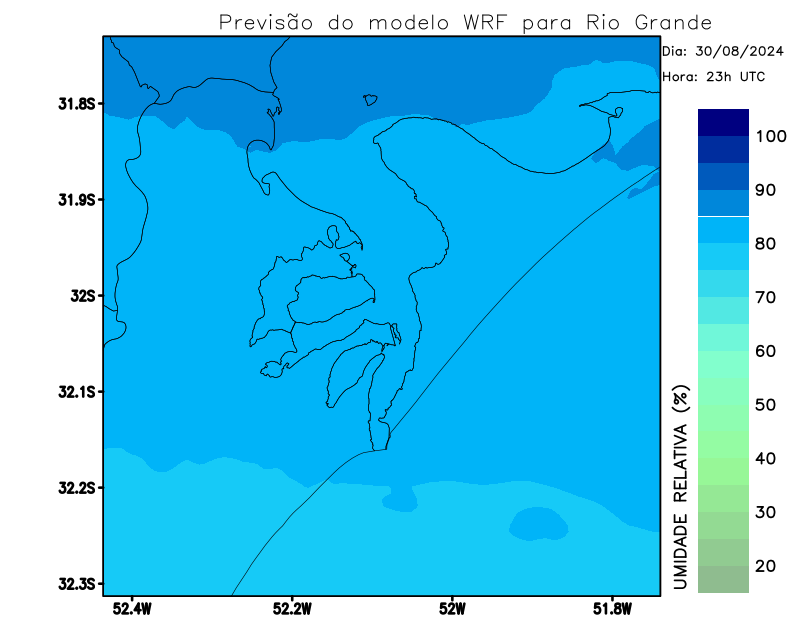 Previsão do modelo WRF para Rio Grande
Dia: 30/08/2024
Hora: 23h UTC
31.8S
31.9S
32S
32.1S
32.2S
32.3S
52.4W
52.2W
52W
51.8W
100
90
80
70
60
50
40
30
20
UMIDADE RELATIVA (%)